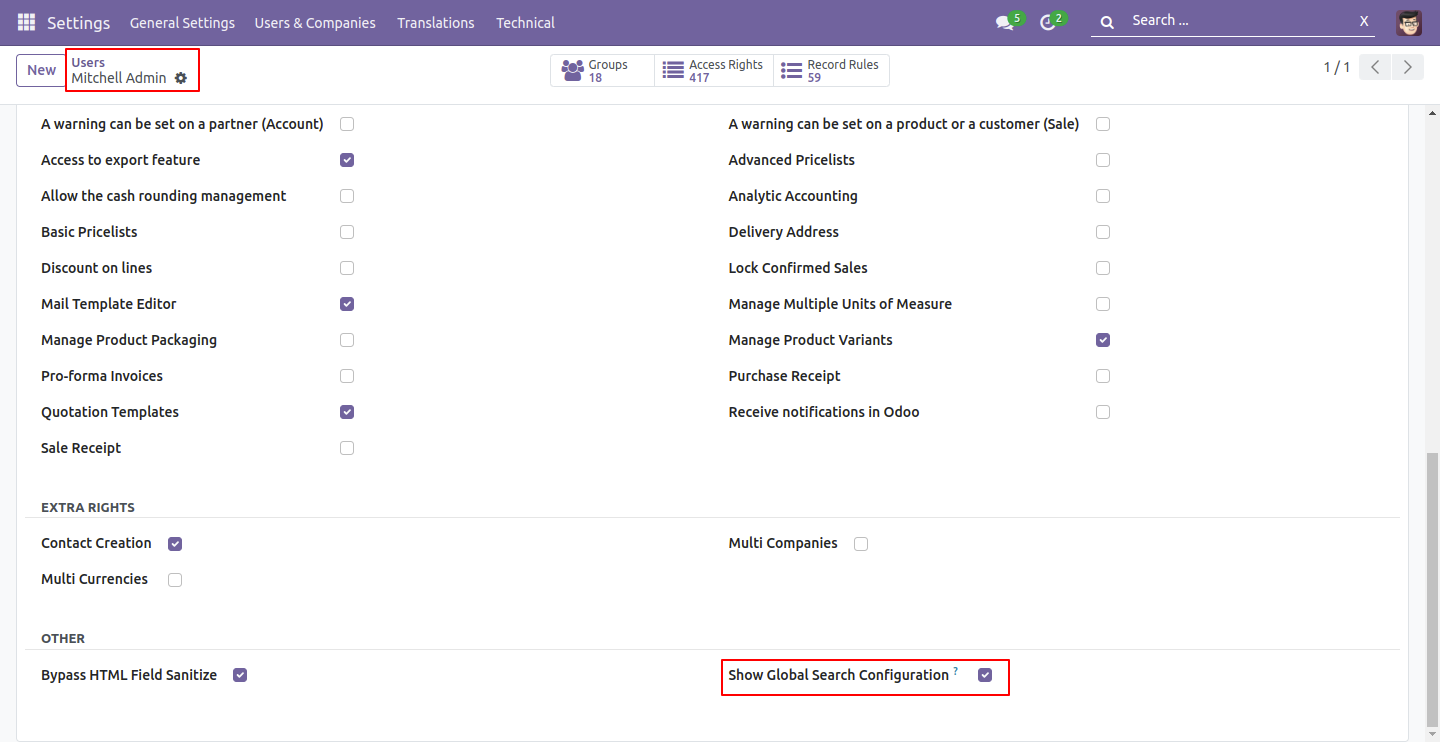 Settings General Settings Users & Companies Translations Technical 5 2 Search ... X
New Users Groups Access Rights Record Rules
Mitchell Admin 18 417 59 1 / 1
A warning can be set on a partner (Account) A warning can be set on a product or a customer (Sale)
Access to export feature Advanced Pricelists
Allow the cash rounding management Analytic Accounting
Basic Pricelists Delivery Address
Discount on lines Lock Confirmed Sales
Mail Template Editor Manage Multiple Units of Measure
Manage Product Packaging Manage Product Variants
Pro-forma Invoices Purchase Receipt
Quotation Templates Receive notifications in Odoo
Sale Receipt
EXTRA RIGHTS
Contact Creation Multi Companies
Multi Currencies
OTHER
Bypass HTML Field Sanitize Show Global Search Configuration ?